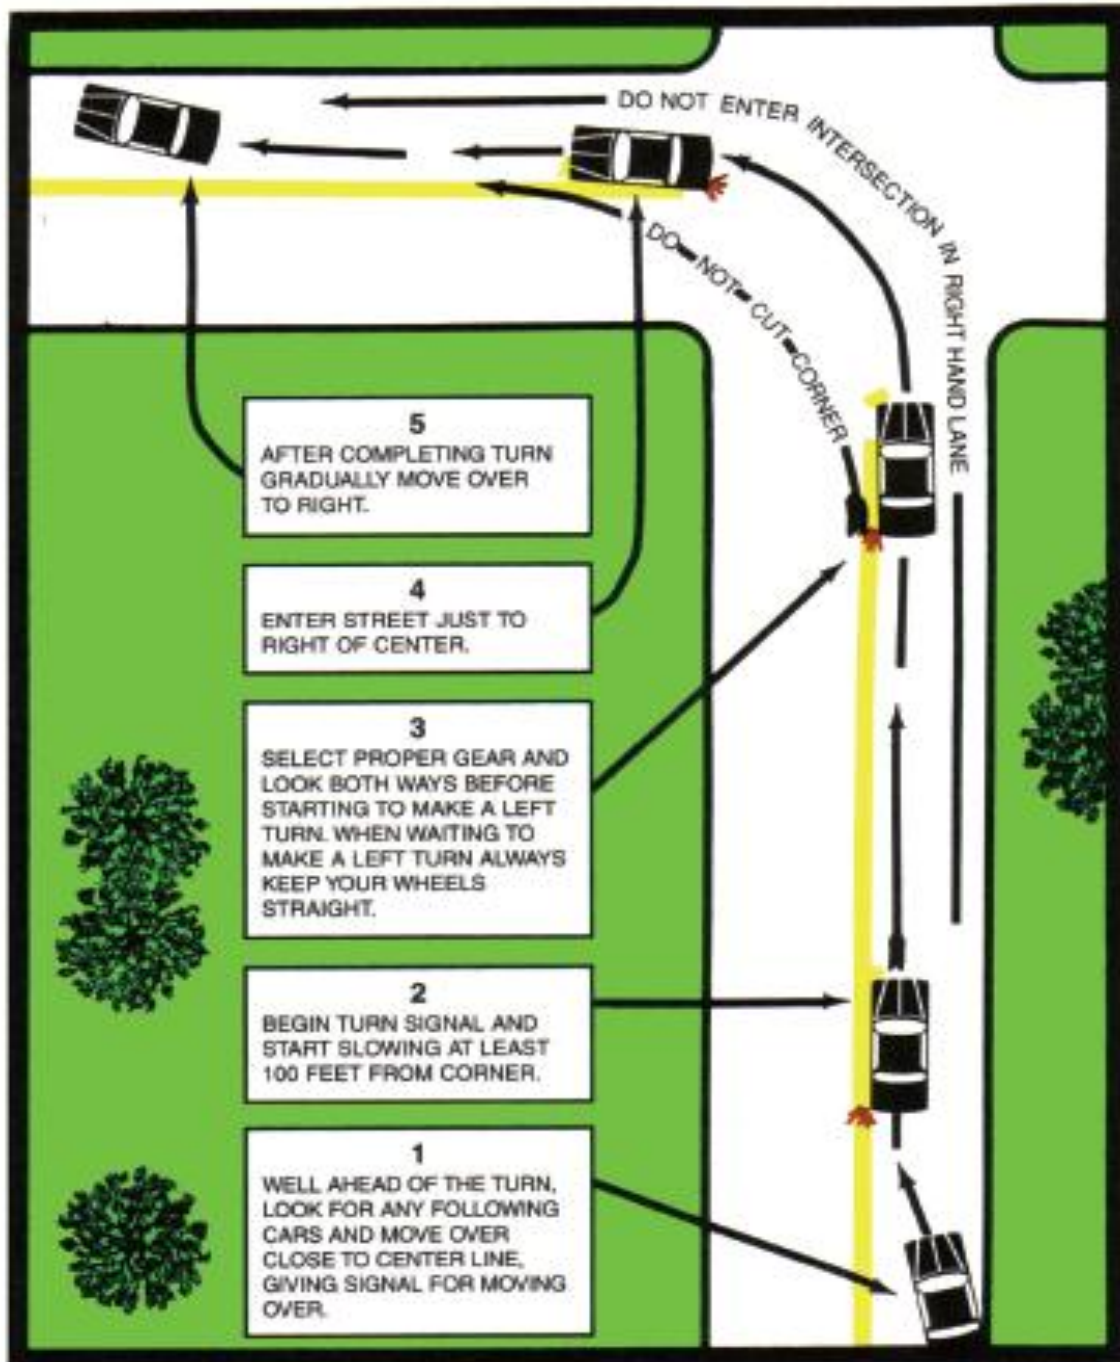 DO NOT ENTER INTERSECTION IN RIGHT HAND LANE
DO NOT CUT CORNER
5
AFTER COMPLETING TURN
GRADUALLY MOVE OVER
TO RIGHT.
4
ENTER STREET JUST TO
RIGHT OF CENTER.
3
SELECT PROPER GEAR AND
LOOK BOTH WAYS BEFORE
STARTING TO MAKE A LEFT
TURN. WHEN WAITING TO
MAKE A LEFT TURN ALWAYS
KEEP YOUR WHEELS
STRAIGHT.
2
BEGIN TURN SIGNAL AND
START SLOWING AT LEAST
100 FEET FROM CORNER.
1
WELL AHEAD OF THE TURN,
LOOK FOR ANY FOLLOWING
CARS AND MOVE OVER
CLOSE TO CENTER LINE,
GIVING SIGNAL FOR MOVING
OVER.